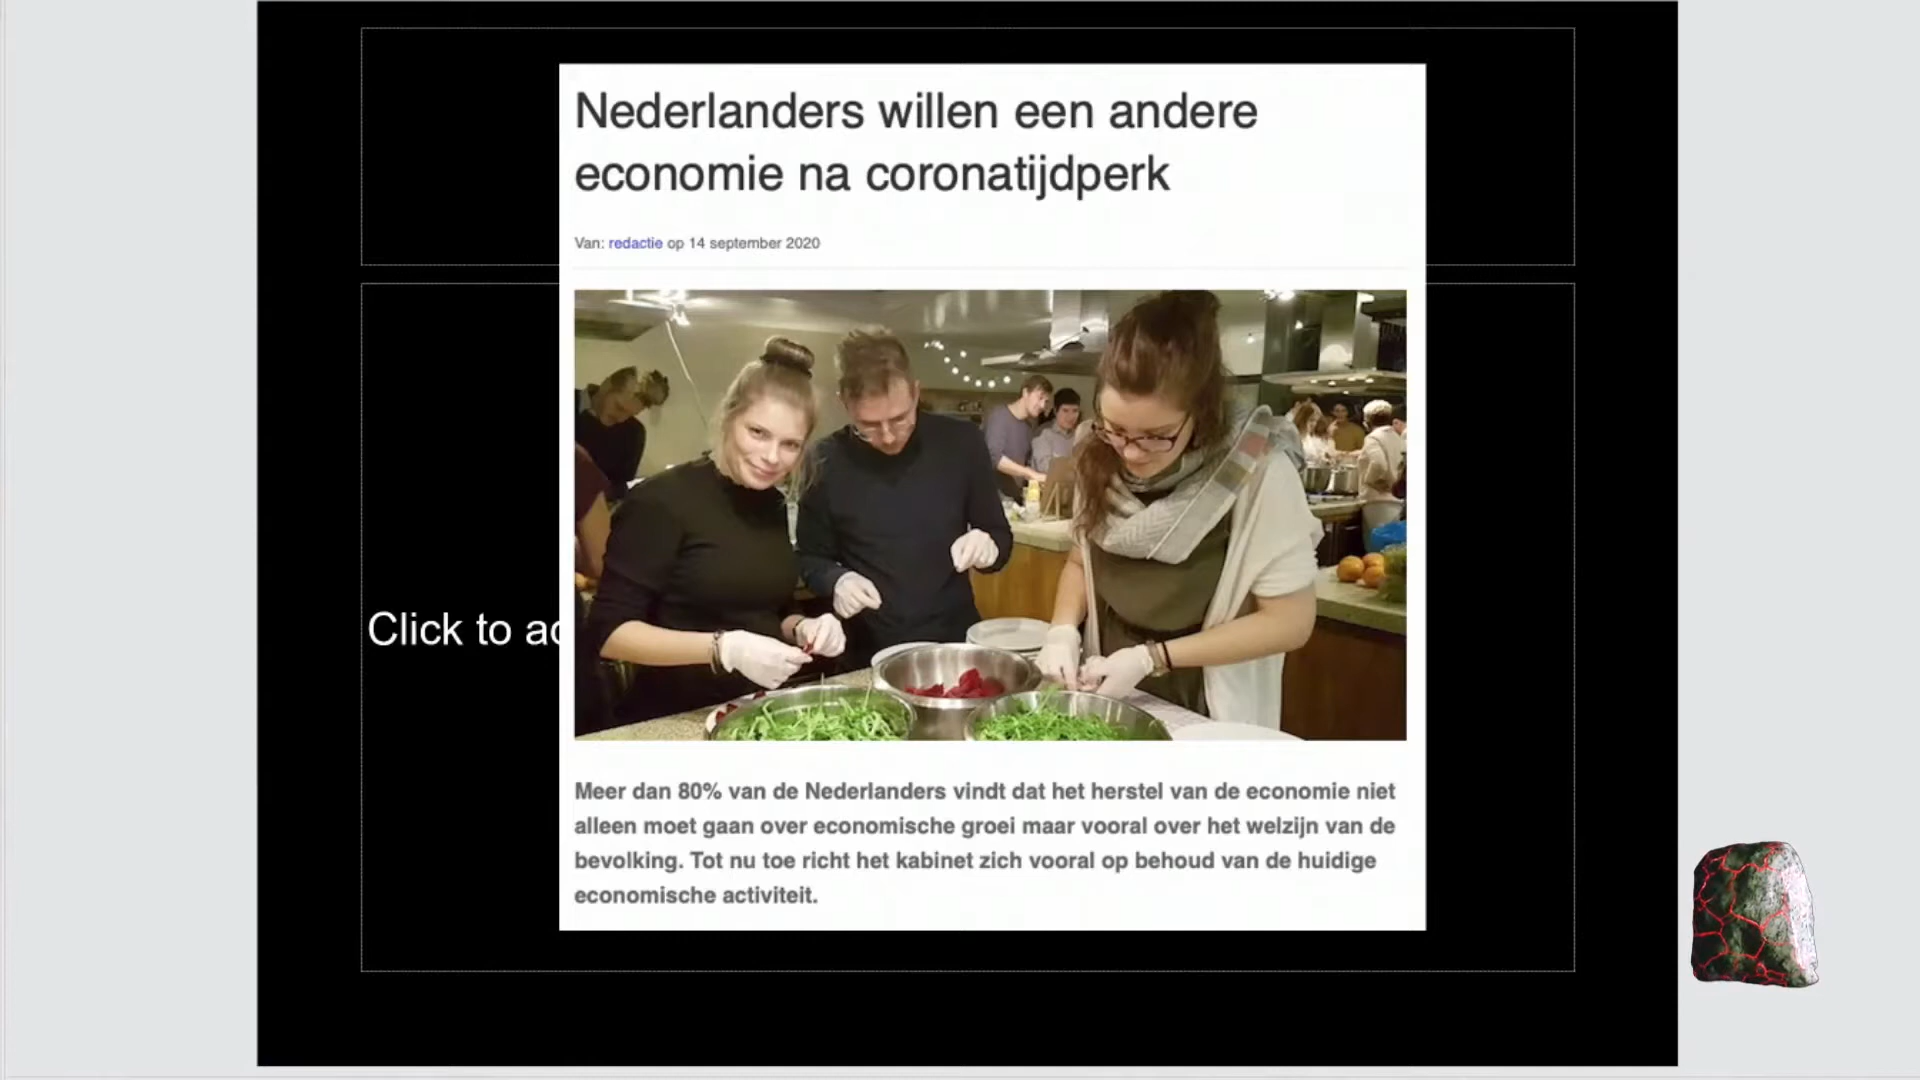 Nederlanders willen een andere
economie na coronatijdperk
Van: redactie op 14 september 2020
Click to ac
Meer dan 80% van de Nederlanders vindt dat het herstel van de economie niet
alleen moet gaan over economische groei maar vooral over het welzijn van de
bevolking. Tot nu toe richt het kabinet zich vooral op behoud van de huidige
economische activiteit.